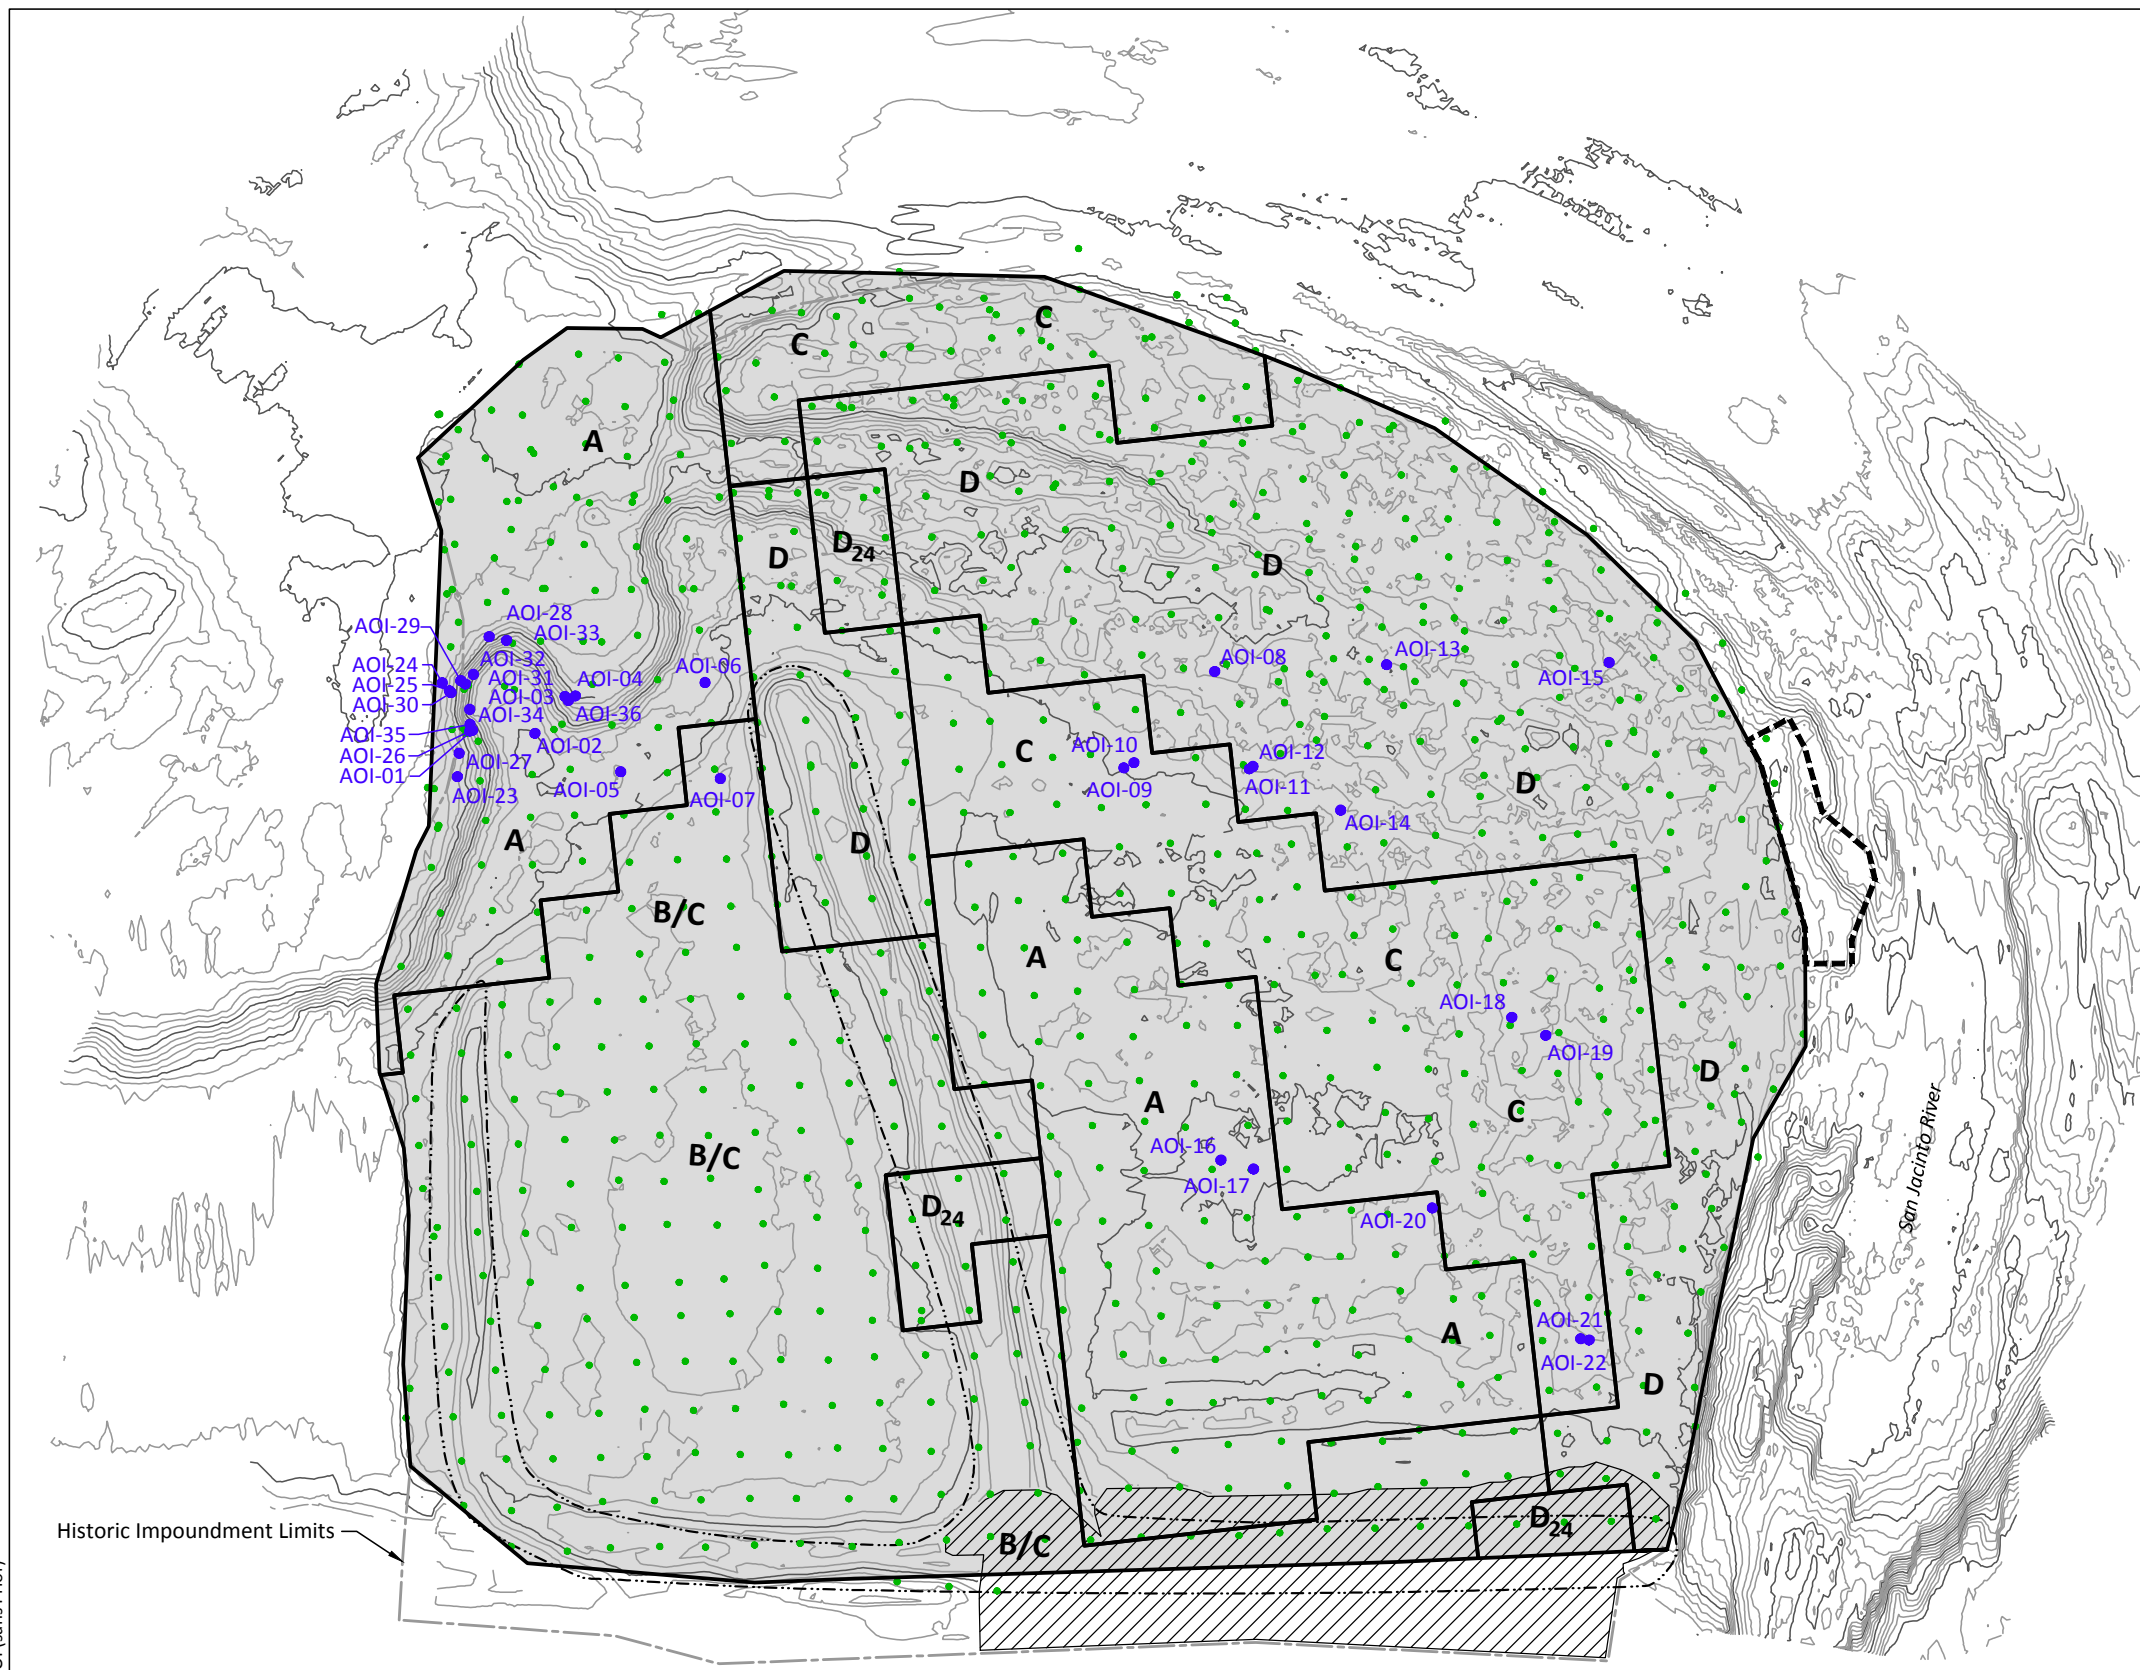 C
C
A
D
D
D24
D
AOI-28
AOI-29
AOI-33
AOI-24
AOI-32
AOI-25
AOI-31
AOI-04
AOI-06
AOI-08
AOI-13
AOI-15
AOI-30
AOI-03
AOI-34
AOI-36
AOI-35
AOI-02
AOI-26
AOI-27
AOI-01
AOI-23
AOI-05
AOI-07
C
AOI-10
AOI-09
AOI-12
AOI-11
AOI-14
D
A
D
B/C
A
C
AOI-18
AOI-19
D
A
C
AOI-16
AOI-17
B/C
San Jacinto River
D24
AOI-20
A
AOI-21
AOI-22
D
Historic Impoundment Limits
B/C
D24